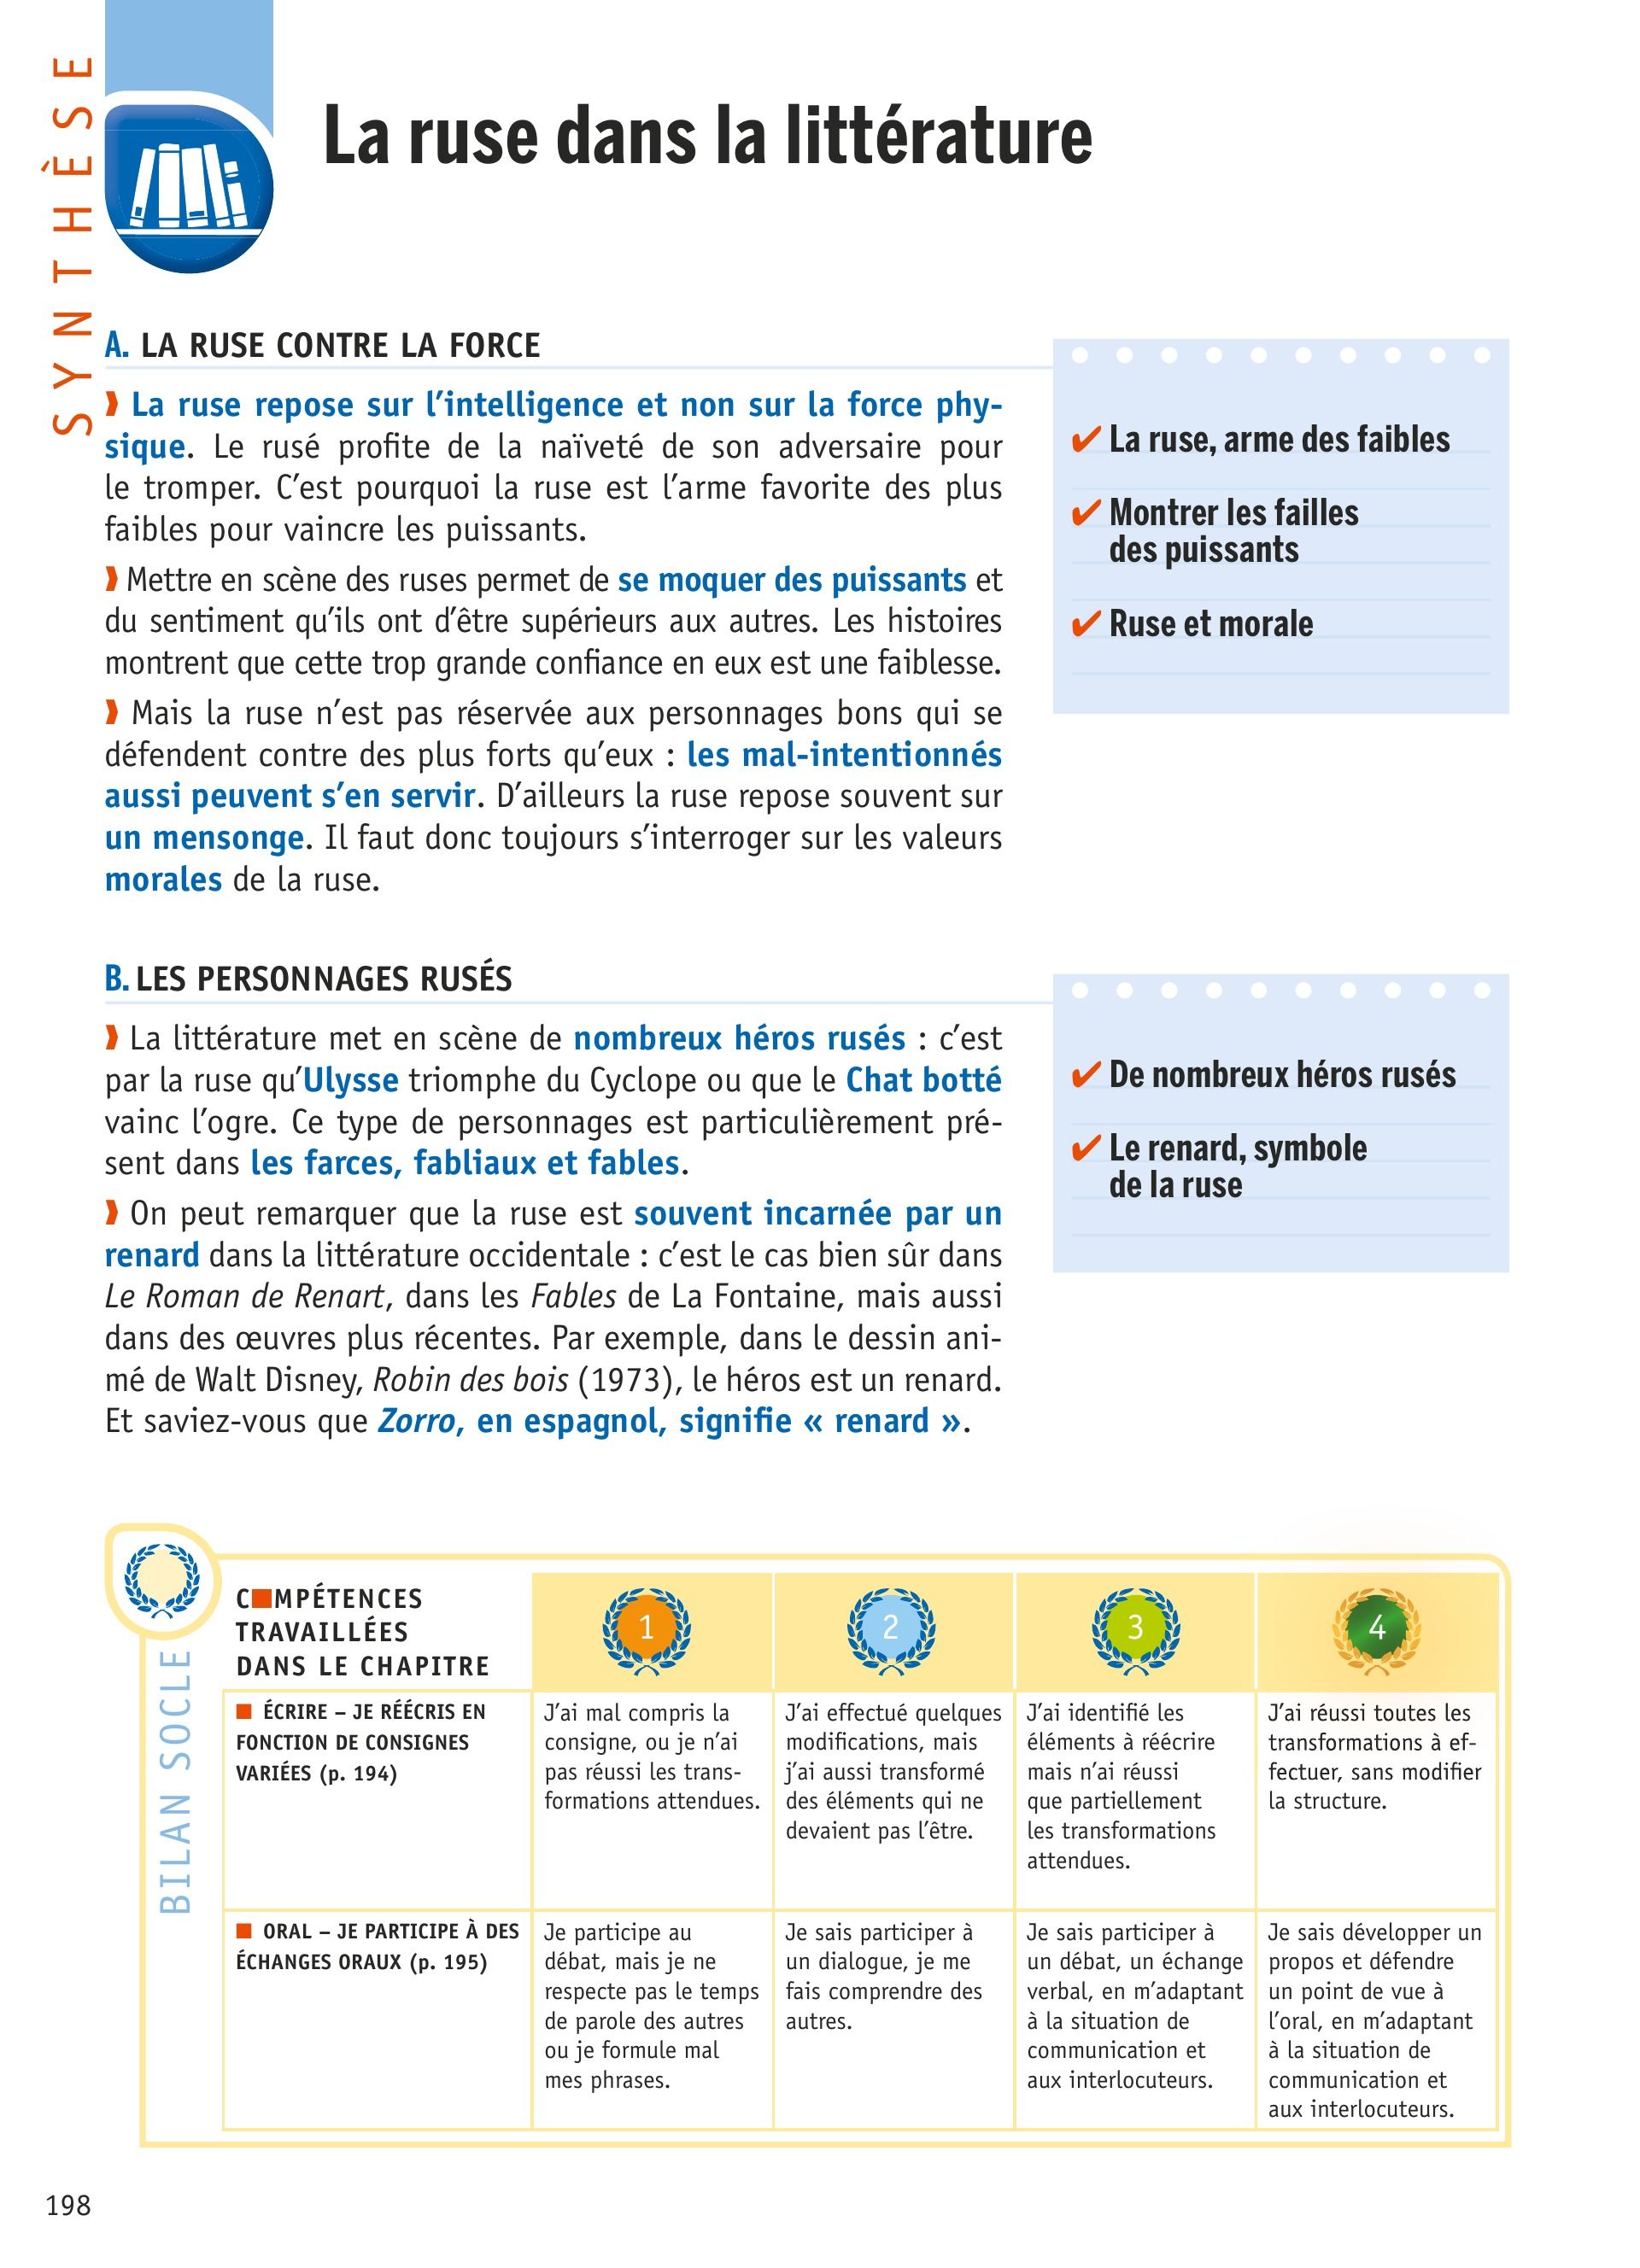 SYNTHÈSE
La ruse dans la littérature
A. LA RUSE CONTRE LA FORCE
❱ La ruse repose sur l’intelligence et non sur la force phy-
sique. Le rusé profite de la naïveté de son adversaire pour
le tromper. C’est pourquoi la ruse est l’arme favorite des plus
faibles pour vaincre les puissants.
❱ Mettre en scène des ruses permet de se moquer des puissants et
du sentiment qu’ils ont d’être supérieurs aux autres. Les histoires
montrent que cette trop grande confiance en eux est une faiblesse.
❱ Mais la ruse n’est pas réservée aux personnages bons qui se
défendent contre des plus forts qu’eux : les mal-intentionnés
aussi peuvent s’en servir. D’ailleurs la ruse repose souvent sur
un mensonge. Il faut donc toujours s’interroger sur les valeurs
morales de la ruse.
✔ La ruse, arme des faibles
✔ Montrer les failles
des puissants
✔ Ruse et morale
B. LES PERSONNAGES RUSÉS
❱ La littérature met en scène de nombreux héros rusés : c’est
par la ruse qu’Ulysse triomphe du Cyclope ou que le Chat botté
vainc l’ogre. Ce type de personnages est particulièrement pré-
sent dans les farces, fabliaux et fables.
❱ On peut remarquer que la ruse est souvent incarnée par un
renard dans la littérature occidentale : c’est le cas bien sûr dans
Le Roman de Renart, dans les Fables de La Fontaine, mais aussi
dans des œuvres plus récentes. Par exemple, dans le dessin ani-
mé de Walt Disney, Robin des bois (1973), le héros est un renard.
Et saviez-vous que Zorro, en espagnol, signifie « renard ».
✔ De nombreux héros rusés
✔ Le renard, symbole
de la ruse
BILAN SOCLE
C■MPÉTENCES
TRAVAILLÉES
DANS LE CHAPITRE
1
2
3
4
■ ÉCRIRE – JE RÉÉCRIS EN
FONCTION DE CONSIGNES
VARIÉES (p. 194)
J’ai mal compris la
consigne, ou je n’ai
pas réussi les trans-
formations attendues.
J’ai effectué quelques
modifications, mais
j’ai aussi transformé
des éléments qui ne
devaient pas l’être.
J’ai identifié les
éléments à réécrire
mais n’ai réussi
que partiellement
les transformations
attendues.
J’ai réussi toutes les
transformations à ef-
fectuer, sans modifier
la structure.
■ ORAL – JE PARTICIPE À DES
ÉCHANGES ORAUX (p. 195)
Je participe au
débat, mais je ne
respecte pas le temps
de parole des autres
ou je formule mal
mes phrases.
Je sais participer à
un dialogue, je me
fais comprendre des
autres.
Je sais participer à
un débat, un échange
verbal, en m’adaptant
à la situation de
communication et
aux interlocuteurs.
Je sais développer un
propos et défendre
un point de vue à
l’oral, en m’adaptant
à la situation de
communication et
aux interlocuteurs.
198